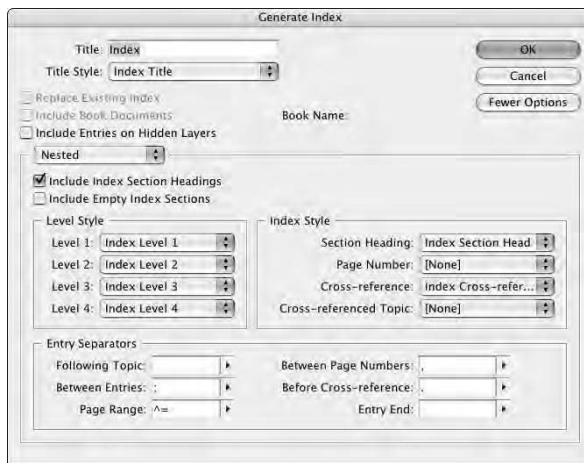 Generate Index
Title: Index
OK
Title Style: Index Title
Cancel
Replace Existing Index
Fewer Options
Include Book Documents
Book Name:
Include Entries on Hidden Layers
Nested
Include Index Section Headings
Include Empty Index Sections
Level Style
Level 1: Index Level 1
Level 2: Index Level 2
Level 3: Index Level 3
Level 4: Index Level 4
Index Style
Section Heading: Index Section Head
Page Number: [None]
Cross-reference: Index Cross-refer...
Cross-referenced Topic: [None]
Entry Separators
Following Topic:
Between Entries: ;
Page Range: ^=
Between Page Numbers: ,
Before Cross-reference: .
Entry End: